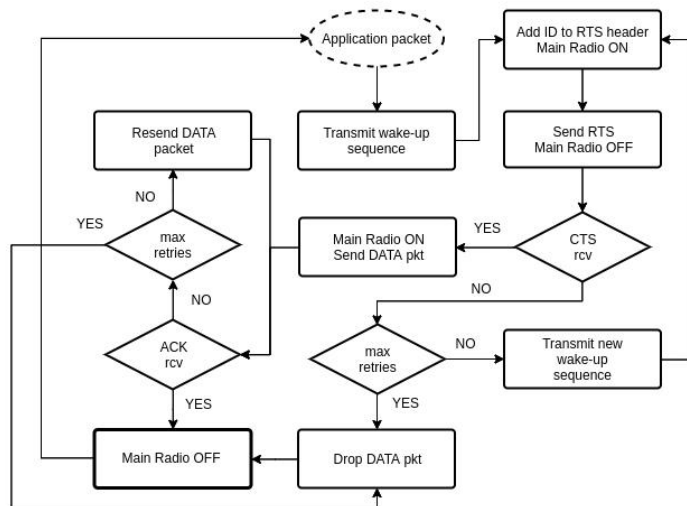 Application packet
Add ID to RTS header
Main Radio ON
Resend DATA
packet
Transmit wake-up
sequence
Send RTS
Main Radio OFF
NO
YES
max
retries
Main Radio ON
Send DATA pkt
YES
CTS
rcv
NO
NO
ACK
rcv
max
retries
NO
Transmit new
wake-up
sequence
YES
YES
Main Radio OFF
Drop DATA pkt